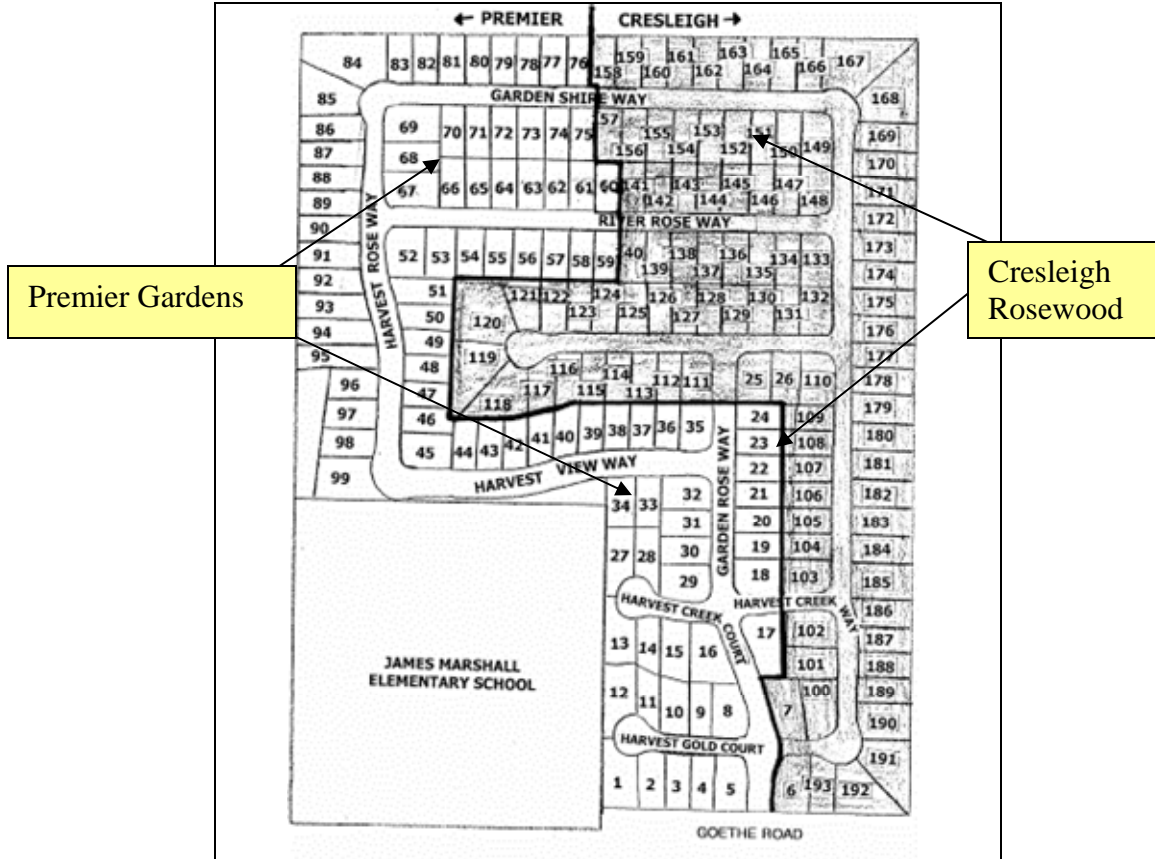 ← PREMIER CRESLEIGH →
84 83 82 81 80 79 78 77 76 158 159 160 161 162 163 164 165 166 167
85 GARDEN SHIRE WAY 168
86 69 70 71 72 73 74 75 57 156 155 154 153 152 151 150 149 169
87 68 170
88 67 66 65 64 63 62 61 60 141 142 143 144 145 146 147 148 171
89
90 RIVER ROSE WAY 172
91 52 53 54 55 56 57 58 59 40 139 138 137 136 135 134 133 173
HARVEST ROSE WAY
92 51 121 122 123 124 125 126 127 128 129 130 131 132 174
93 50 120 175
94 49 119 176
95 48 116 114 112 111 25 26 110 177
96 47 118 117 115 113 178
97 46 24 109 179
98 45 44 43 42 41 40 39 38 37 36 35 23 108 180
99 HARVEST VIEW WAY 22 107 181
GARDEN ROSE WAY
34 33 32 21 106 182
31 20 105 183
27 28 30 19 104 184
29 18 103 185
HARVEST CREEK COURT HARVEST CREEK WAY 186
13 14 15 16 17 102 187
101 188
JAMES MARSHALL
ELEMENTARY SCHOOL
12 11 10 9 8 7 100 189
190
HARVEST GOLD COURT 191
1 2 3 4 5 6 193 192
GOETHE ROAD
Premier Gardens
Cresleigh
Rosewood